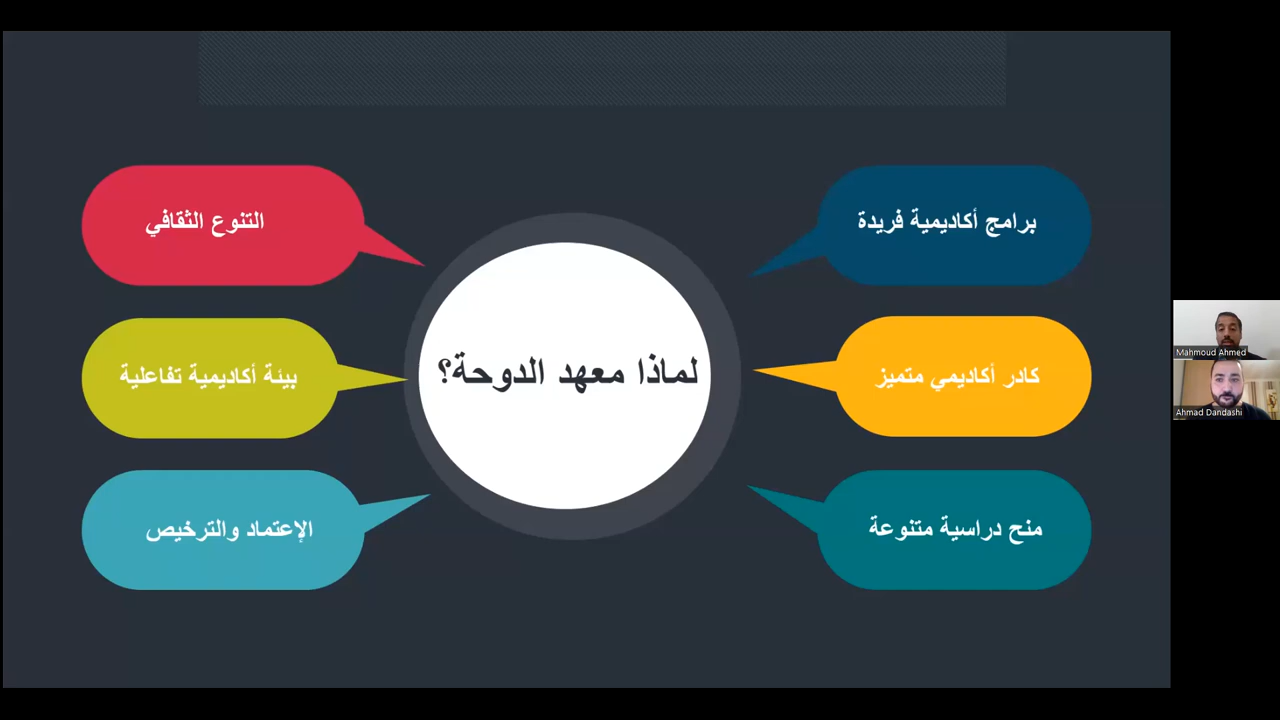 لماذا معهد الدوحة؟
برامج أكاديمية فريدة
كادر أكاديمي متميز
منح دراسية متنوعة
التنوع الثقافي
بيئة أكاديمية تفاعلية
الإعتماد والترخيص
Mahmoud Ahmed
Ahmad Dandashi